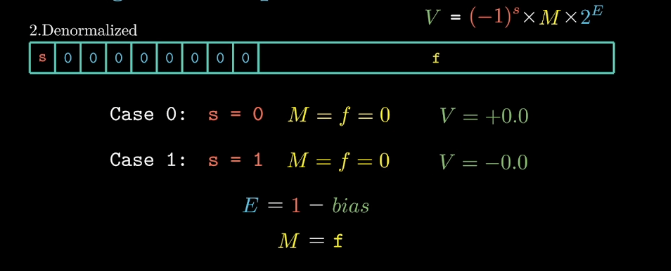 V = (−1)^s × M × 2^E
2.Denormalized
s 0 0 0 0 0 0 0 0 f
Case 0: s = 0 M = f = 0 V = +0.0
Case 1: s = 1 M = f = 0 V = −0.0
E = 1 − bias
M = f